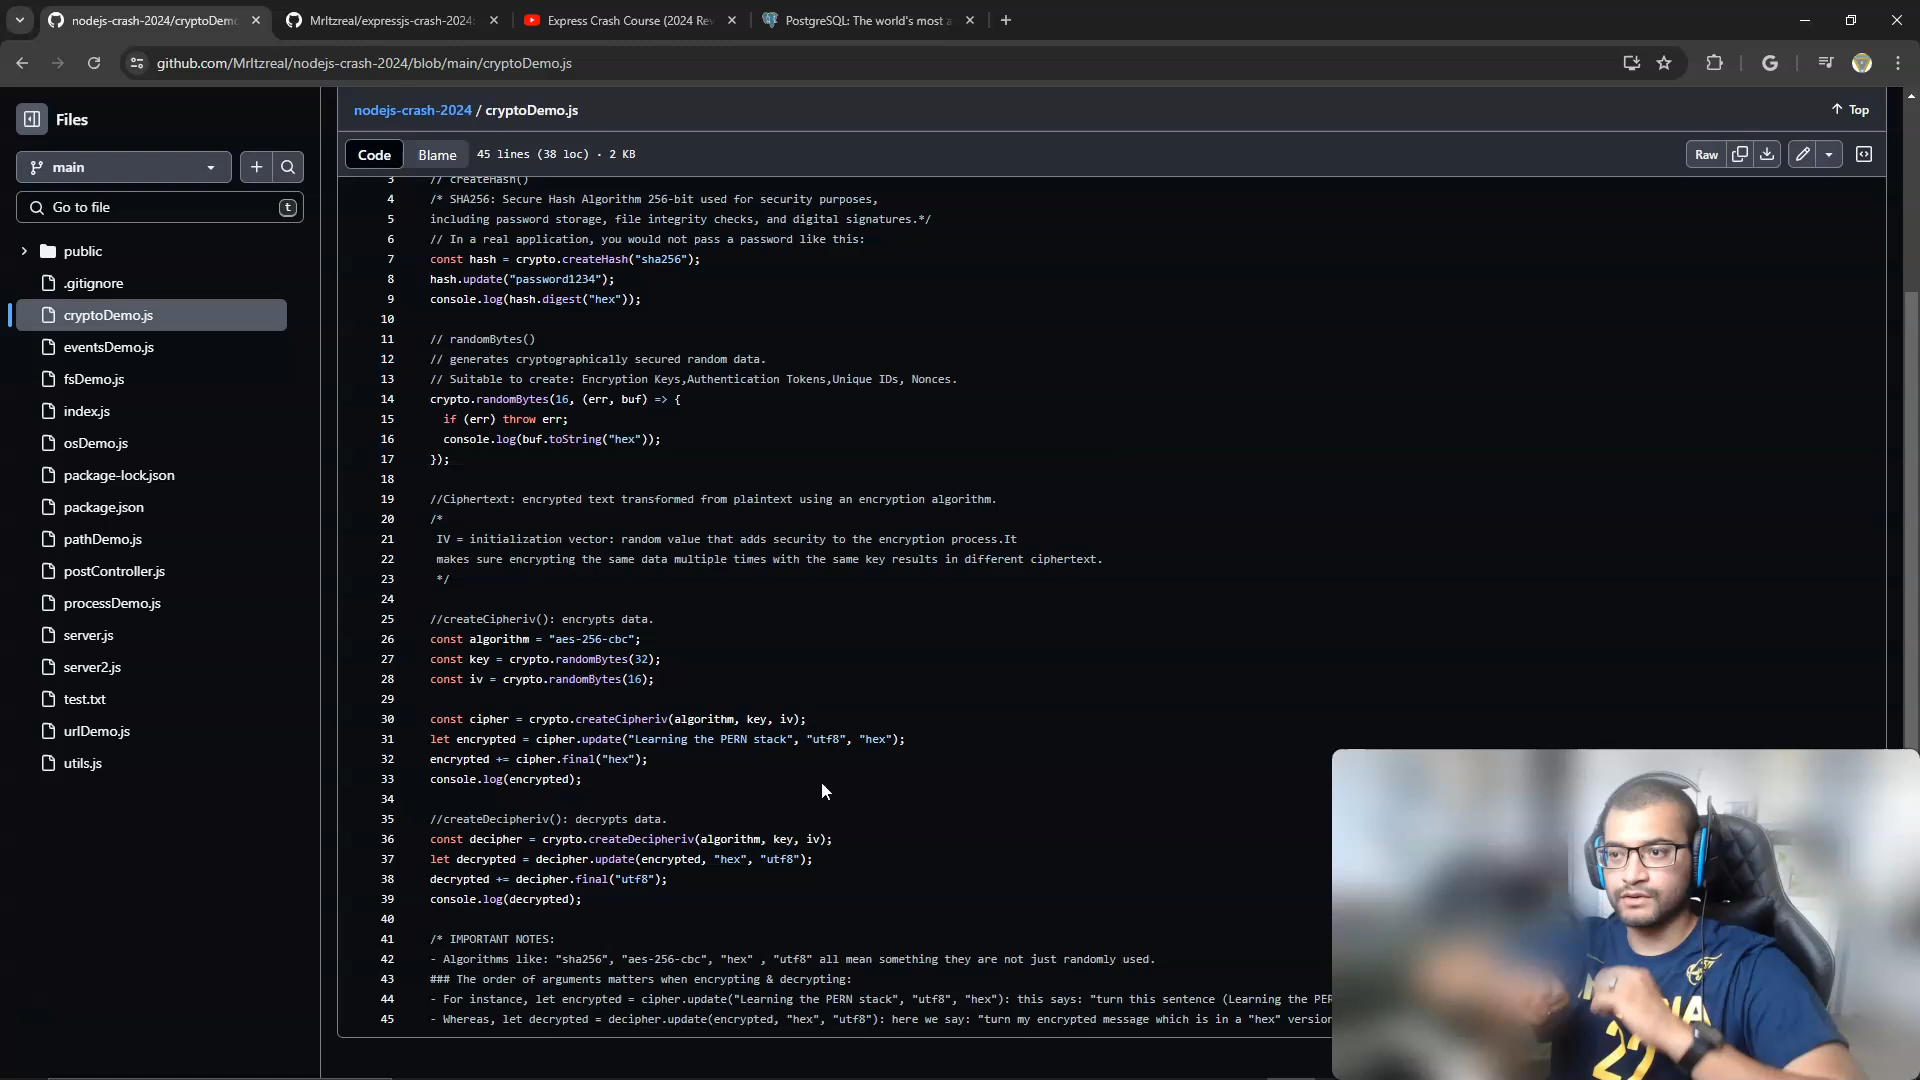 nodejs-crash-2024/cryptoDemo
MrItzreal/expressjs-crash-2024
Express Crash Course (2024 Re
PostgreSQL: The world's most a
github.com/MrItzreal/nodejs-crash-2024/blob/main/cryptoDemo.js
Files
nodejs-crash-2024 / cryptoDemo.js
Top
main
Code
Blame
45 lines (38 loc) · 2 KB
Raw
Go to file
t
public
.gitignore
cryptoDemo.js
eventsDemo.js
fsDemo.js
index.js
osDemo.js
package-lock.json
package.json
pathDemo.js
postController.js
processDemo.js
server.js
server2.js
test.txt
urlDemo.js
utils.js
3 // createHash()
4 /* SHA256: Secure Hash Algorithm 256-bit used for security purposes,
5 including password storage, file integrity checks, and digital signatures.*/
6 // In a real application, you would not pass a password like this:
7 const hash = crypto.createHash("sha256");
8 hash.update("password1234");
9 console.log(hash.digest("hex"));
10
11 // randomBytes()
12 // generates cryptographically secured random data.
13 // Suitable to create: Encryption Keys,Authentication Tokens,Unique IDs, Nonces.
14 crypto.randomBytes(16, (err, buf) => {
15 if (err) throw err;
16 console.log(buf.toString("hex"));
17 });
18
19 //Ciphertext: encrypted text transformed from plaintext using an encryption algorithm.
20 /*
21 IV = initialization vector: random value that adds security to the encryption process.It
22 makes sure encrypting the same data multiple times with the same key results in different ciphertext.
23 */
24
25 //createCipheriv(): encrypts data.
26 const algorithm = "aes-256-cbc";
27 const key = crypto.randomBytes(32);
28 const iv = crypto.randomBytes(16);
29
30 const cipher = crypto.createCipheriv(algorithm, key, iv);
31 let encrypted = cipher.update("Learning the PERN stack", "utf8", "hex");
32 encrypted += cipher.final("hex");
33 console.log(encrypted);
34
35 //createDecipheriv(): decrypts data.
36 const decipher = crypto.createDecipheriv(algorithm, key, iv);
37 let decrypted = decipher.update(encrypted, "hex", "utf8");
38 decrypted += decipher.final("utf8");
39 console.log(decrypted);
40
41 /* IMPORTANT NOTES:
42 - Algorithms like: "sha256", "aes-256-cbc", "hex" , "utf8" all mean something they are not just randomly used.
43 ### The order of arguments matters when encrypting & decrypting:
44 - For instance, let encrypted = cipher.update("Learning the PERN stack", "utf8", "hex"): this says: "turn this sentence (Learning the PER
45 - Whereas, let decrypted = decipher.update(encrypted, "hex", "utf8"): here we say: "turn my encrypted message which is in a "hex" version
27